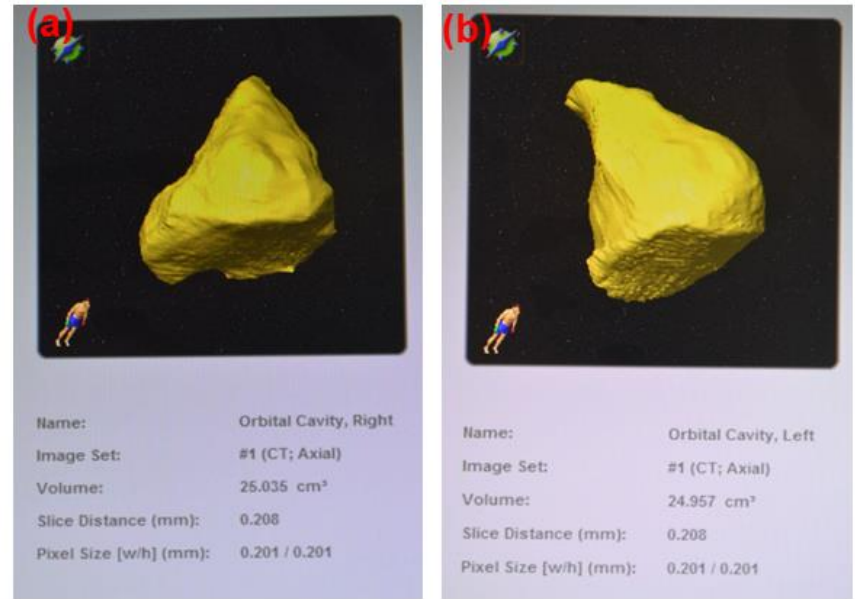 (a)
Name: Orbital Cavity, Right
Image Set: #1 (CT; Axial)
Volume: 25.035 cm³
Slice Distance (mm): 0.208
Pixel Size [w/h] (mm): 0.201 / 0.201
(b)
Name: Orbital Cavity, Left
Image Set: #1 (CT; Axial)
Volume: 24.957 cm³
Slice Distance (mm): 0.208
Pixel Size [w/h] (mm): 0.201 / 0.201